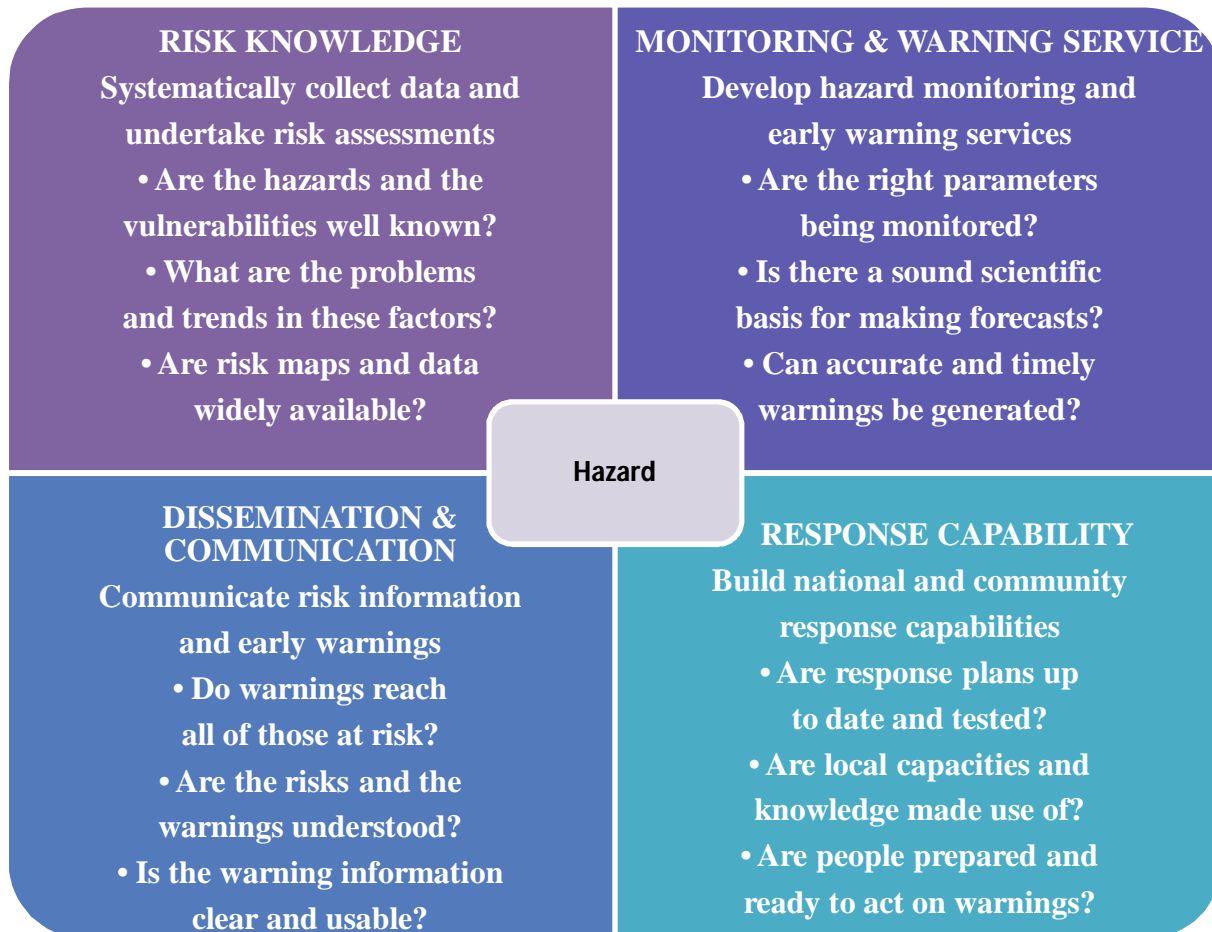 RISK KNOWLEDGE
Systematically collect data and
undertake risk assessments
• Are the hazards and the
vulnerabilities well known?
• What are the problems
and trends in these factors?
• Are risk maps and data
widely available?
MONITORING & WARNING SERVICE
Develop hazard monitoring and
early warning services
• Are the right parameters
being monitored?
• Is there a sound scientific
basis for making forecasts?
• Can accurate and timely
warnings be generated?
Hazard
DISSEMINATION &
COMMUNICATION
Communicate risk information
and early warnings
• Do warnings reach
all of those at risk?
• Are the risks and the
warnings understood?
• Is the warning information
clear and usable?
RESPONSE CAPABILITY
Build national and community
response capabilities
• Are response plans up
to date and tested?
• Are local capacities and
knowledge made use of?
• Are people prepared and
ready to act on warnings?